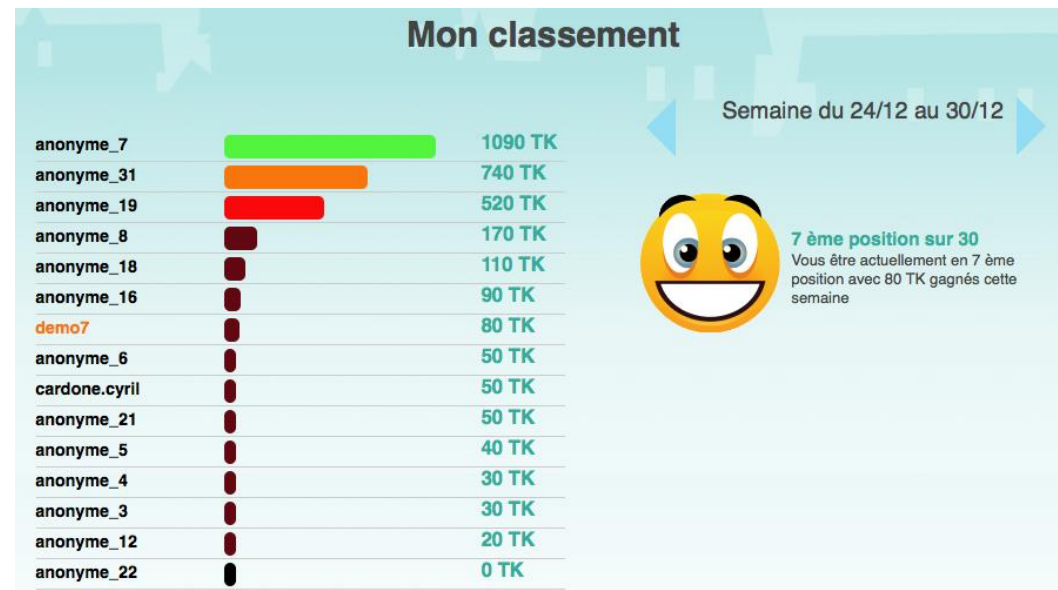 Mon classement
Semaine du 24/12 au 30/12
anonyme_7 1090 TK
anonyme_31 740 TK
anonyme_19 520 TK
anonyme_8 170 TK
anonyme_18 110 TK
anonyme_16 90 TK
demo7 80 TK
anonyme_6 50 TK
cardone.cyril 50 TK
anonyme_21 50 TK
anonyme_5 40 TK
anonyme_4 30 TK
anonyme_3 30 TK
anonyme_12 20 TK
anonyme_22 0 TK
7 ème position sur 30
Vous être actuellement en 7 ème
position avec 80 TK gagnés cette
semaine